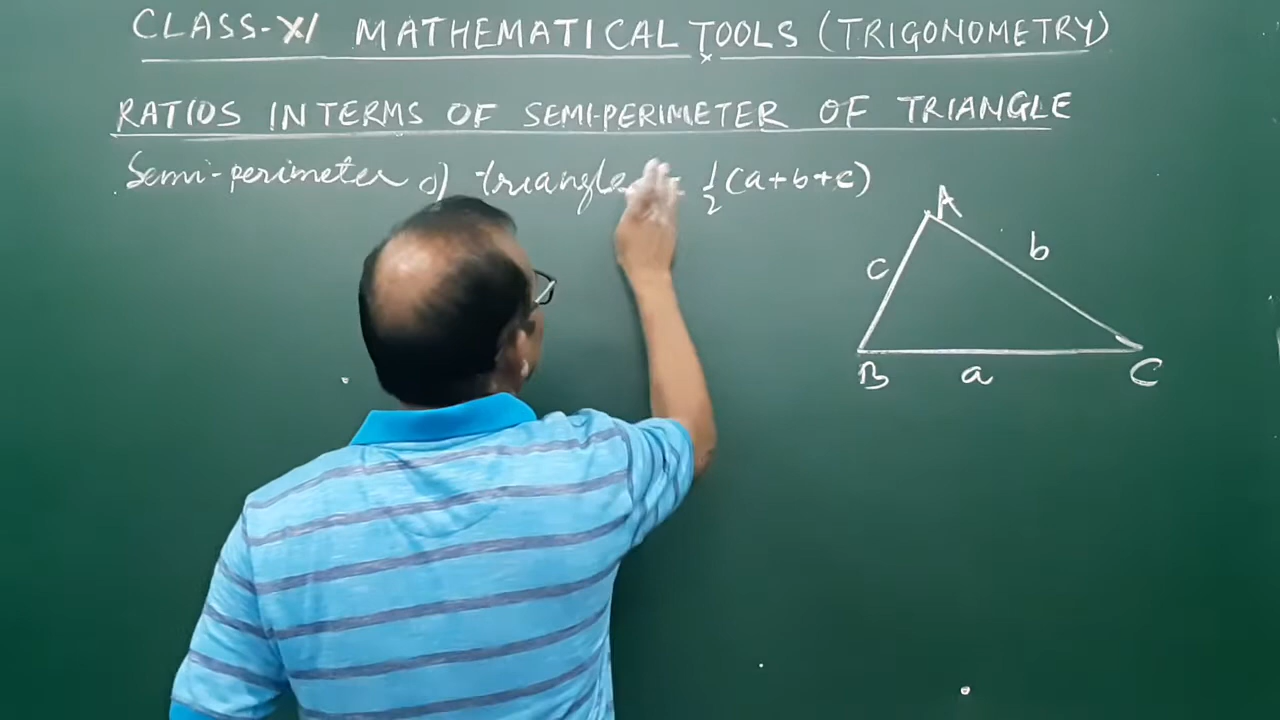 CLASS-XI MATHEMATICAL TOOLS (TRIGONOMETRY)
RATIOS IN TERMS OF SEMI-PERIMETER OF TRIANGLE
Semi-perimeter of triangle = ½(a+b+c)
A
c
b
B
a
C